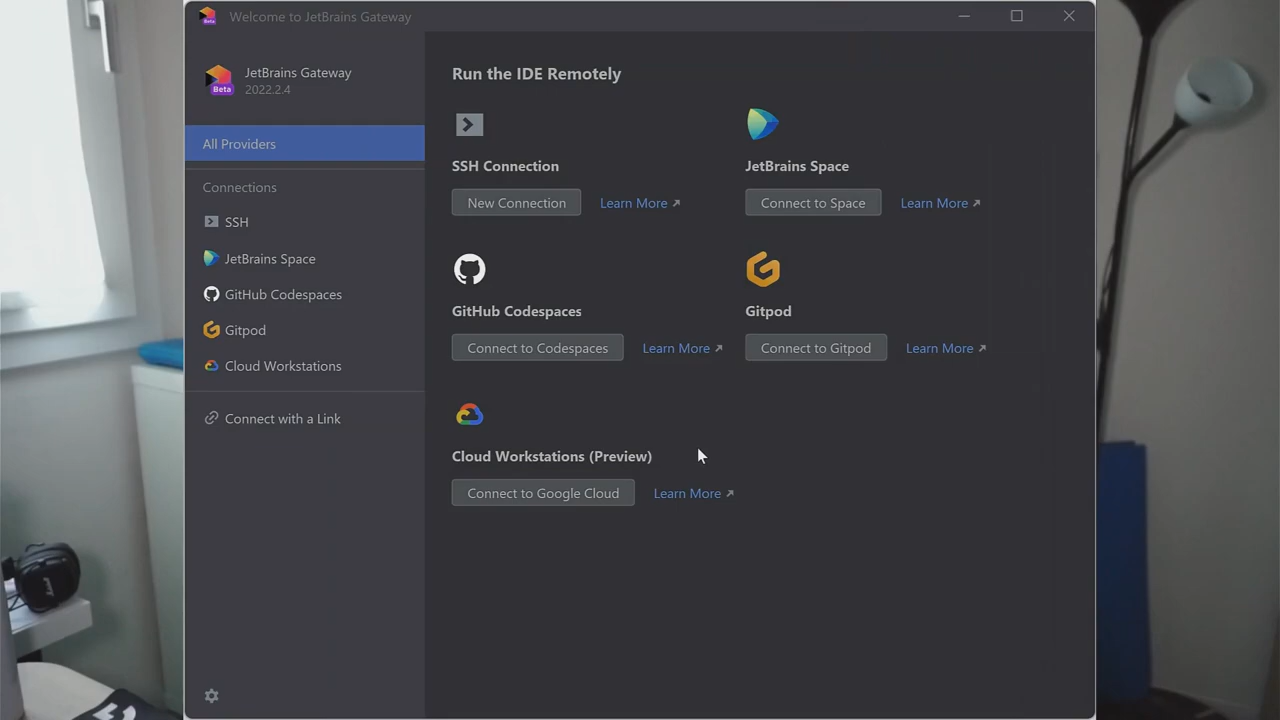 Welcome to JetBrains Gateway
JetBrains Gateway
2022.2.4
Beta
All Providers
Connections
SSH
JetBrains Space
GitHub Codespaces
Gitpod
Cloud Workstations
Connect with a Link
Run the IDE Remotely
SSH Connection
New Connection Learn More
JetBrains Space
Connect to Space Learn More
GitHub Codespaces
Connect to Codespaces Learn More
Gitpod
Connect to Gitpod Learn More
Cloud Workstations (Preview)
Connect to Google Cloud Learn More